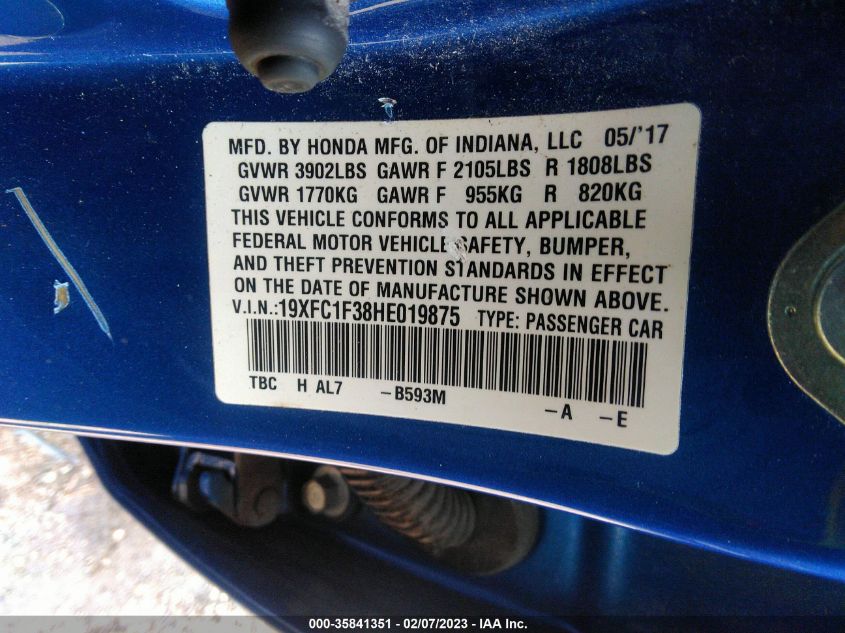 MFD. BY HONDA MFG. OF INDIANA, LLC 05/'17
GVWR 3902LBS GAWR F 2105LBS R 1808LBS
GVWR 1770KG GAWR F 955KG R 820KG
THIS VEHICLE CONFORMS TO ALL APPLICABLE
FEDERAL MOTOR VEHICLE SAFETY, BUMPER,
AND THEFT PREVENTION STANDARDS IN EFFECT
ON THE DATE OF MANUFACTURE SHOWN ABOVE.
V.I.N.:19XFC1F38HE019875 TYPE: PASSENGER CAR
TBC H AL7 -B593M -A -E
000-35841351 - 02/07/2023 - IAA Inc.